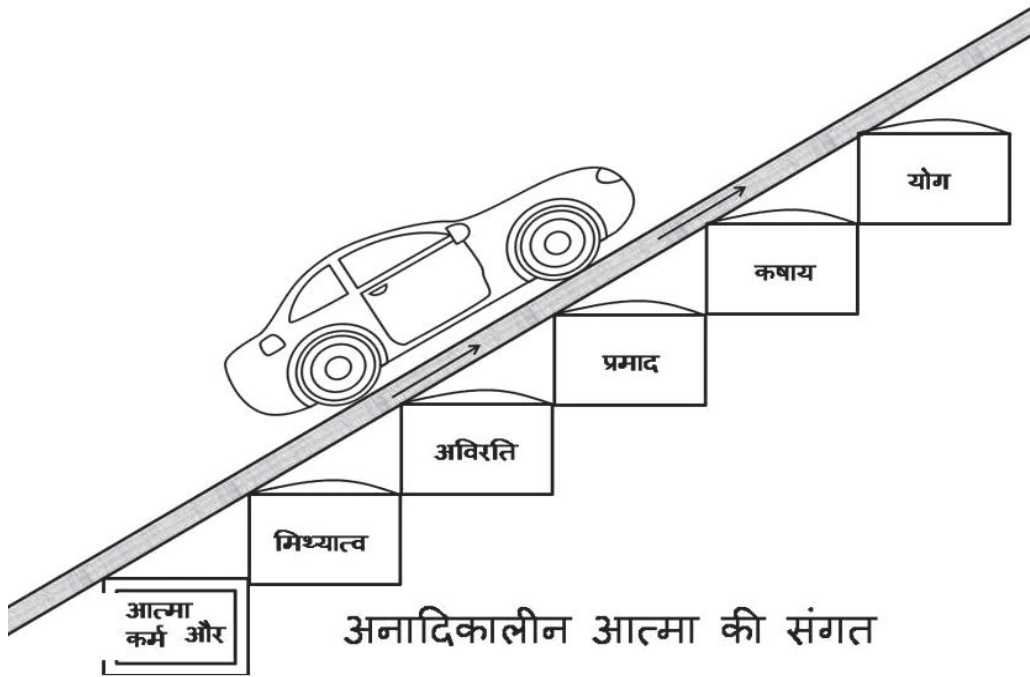 योग
कषाय
प्रमाद
अविरति
मिथ्यात्व
आत्मा
कर्म और
अनादिकालीन आत्मा की संगत